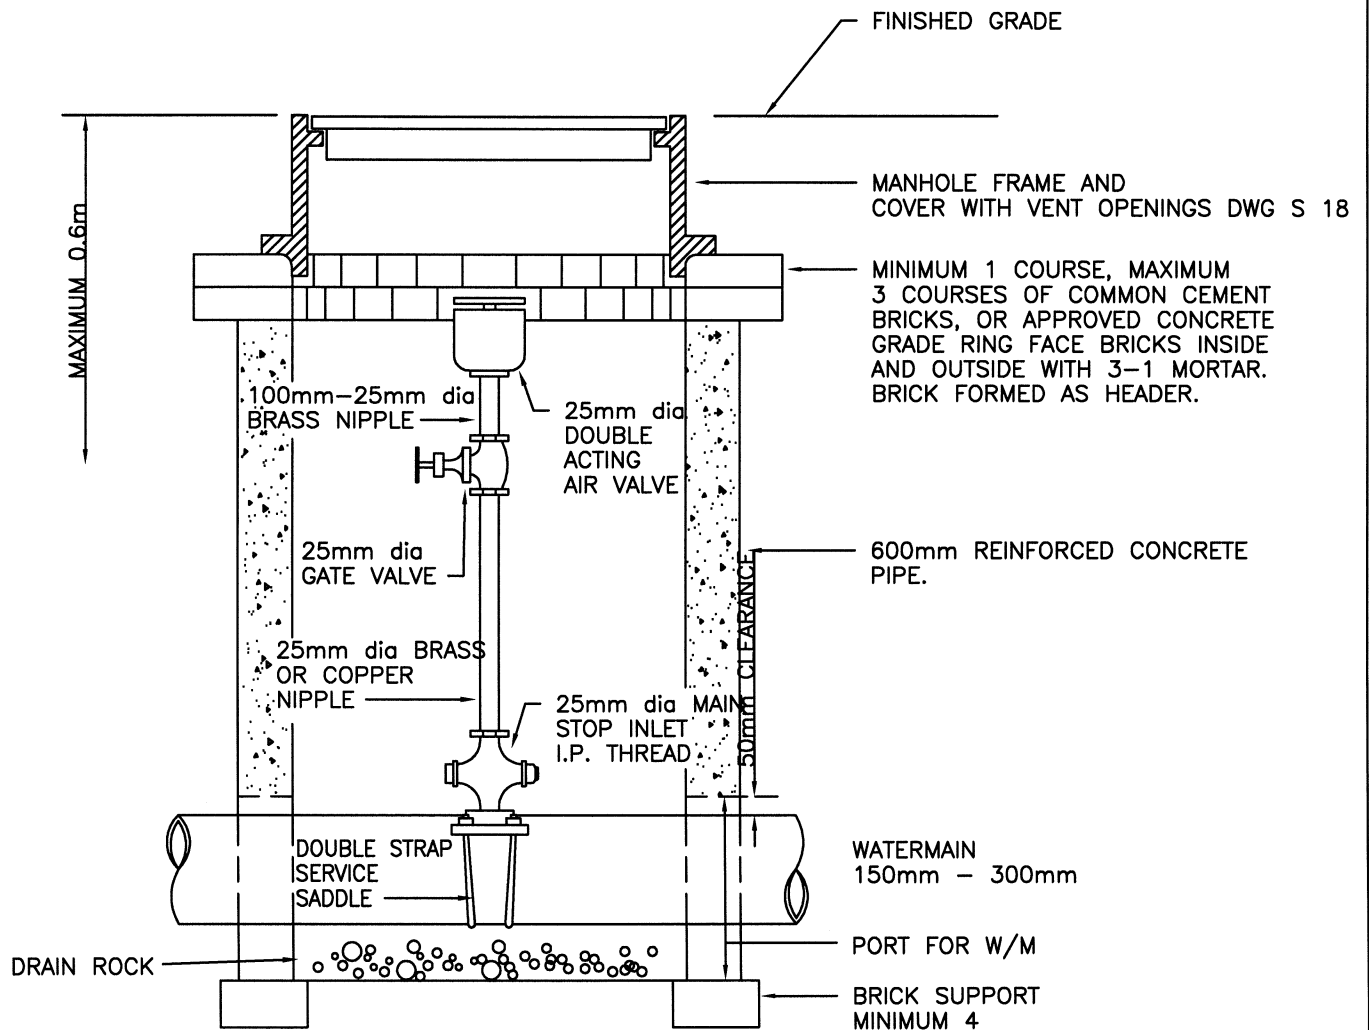 FINISHED GRADE
MANHOLE FRAME AND
COVER WITH VENT OPENINGS DWG S 18
MAXIMUM 0.6m
MINIMUM 1 COURSE, MAXIMUM
3 COURSES OF COMMON CEMENT
BRICKS, OR APPROVED CONCRETE
GRADE RING FACE BRICKS INSIDE
AND OUTSIDE WITH 3-1 MORTAR.
BRICK FORMED AS HEADER.
100mm-25mm dia
BRASS NIPPLE
25mm dia
DOUBLE
ACTING
AIR VALVE
25mm dia
GATE VALVE
600mm REINFORCED CONCRETE
PIPE.
50mm CLEARANCE
25mm dia BRASS
OR COPPER
NIPPLE
25mm dia MAIN
STOP INLET
I.P. THREAD
DOUBLE STRAP
SERVICE
SADDLE
WATERMAIN
150mm - 300mm
PORT FOR W/M
DRAIN ROCK
BRICK SUPPORT
MINIMUM 4